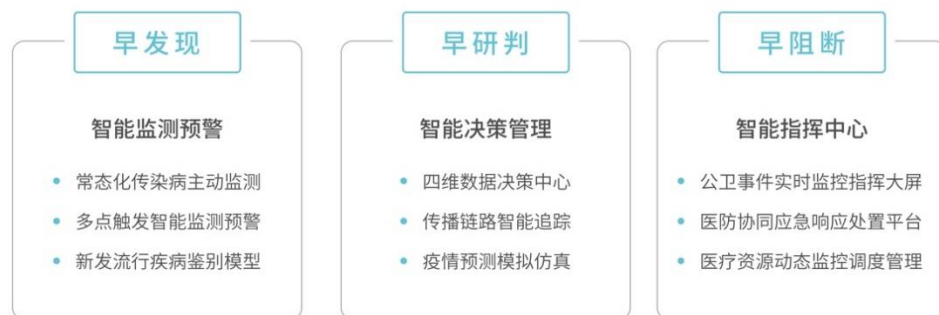 早发现
智能监测预警
常态化传染病主动监测
多点触发智能监测预警
新发流行疾病鉴别模型
早研判
智能决策管理
四维数据决策中心
传播链路智能追踪
疫情预测模拟仿真
早阻断
智能指挥中心
公卫事件实时监控指挥大屏
医防协同应急响应处置平台
医疗资源动态监控调度管理